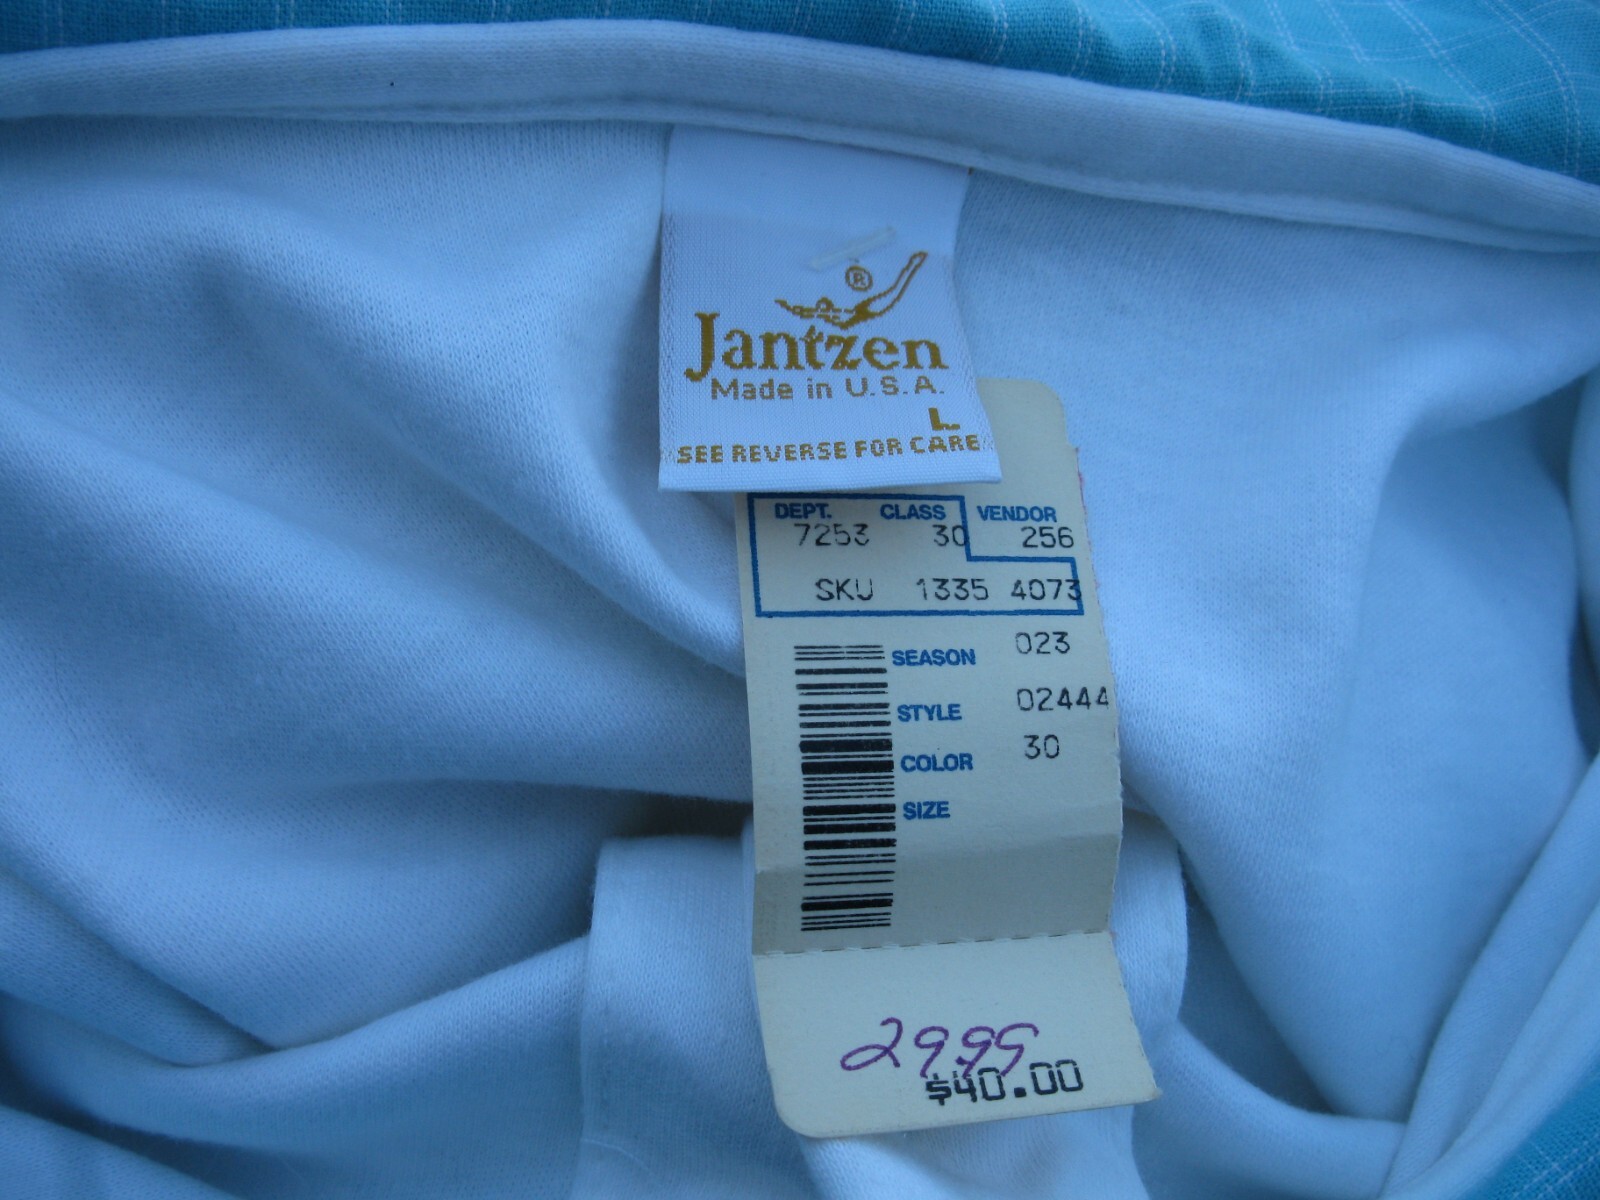 ®
Jantzen
Made in U.S.A.
L
SEE REVERSE FOR CARE
DEPT. CLASS VENDOR
7253 30 256
SKU 1335 4073
SEASON 023
STYLE 02444
COLOR 30
SIZE
29.99
$40.00